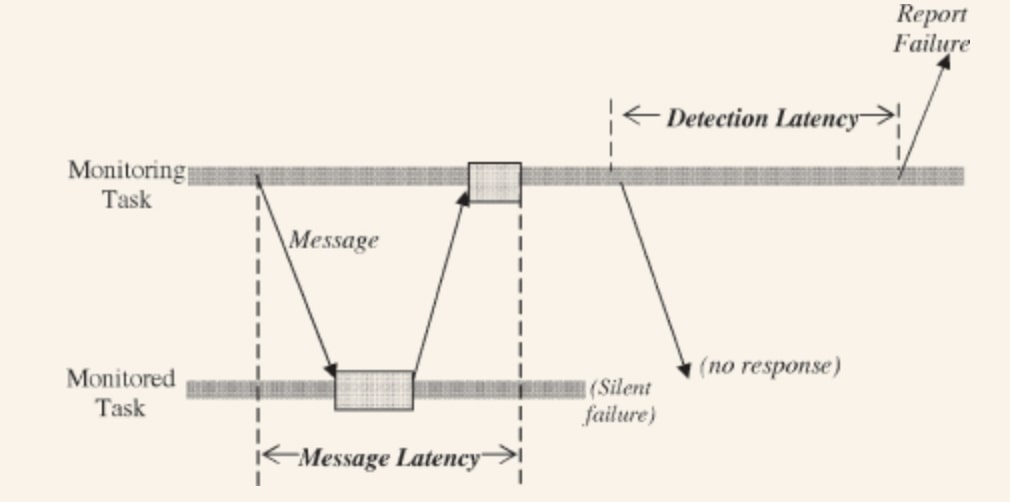 Report
Failure
Detection Latency
Monitoring
Task
Message
Monitored
Task
(Silent
failure)
(no response)
Message Latency